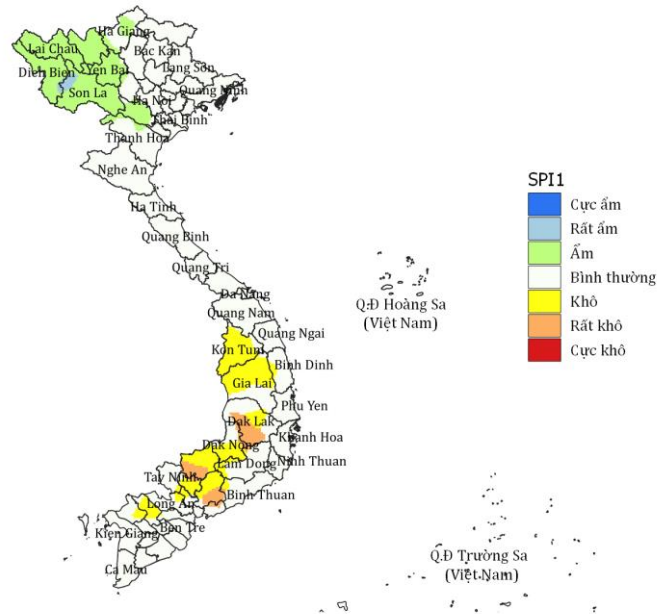 Ha Giang
Lai Chau
Bac Kan
Dien Bien
Yen Bai
Lang Son
Son La
Quang Ninh
Ha Noi
Thai Binh
Thanh Hoa
Nghe An
Ha Tinh
Quang Binh
Quang Tri
Da Nang
Quang Nam
Quang Ngai
Kon Tum
Binh Dinh
Gia Lai
Phu Yen
Dak Lak
Khanh Hoa
Dak Nong
Lam Dong
Ninh Thuan
Tay Ninh
Binh Thuan
Long An
Kien Giang
Ben Tre
Ca Mau
Q.Đ Hoàng Sa
(Việt Nam)
Q.Đ Trường Sa
(Việt Nam)
SPI1
Cực ẩm
Rất ẩm
Ẩm
Bình thường
Khô
Rất khô
Cực khô